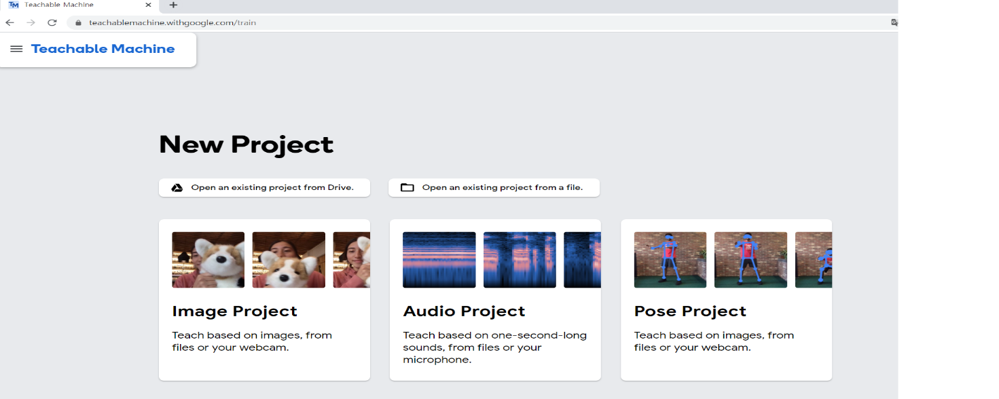 TM Teachable Machine
teachablemachine.withgoogle.com/train
Teachable Machine
New Project
Open an existing project from Drive.
Open an existing project from a file.
Image Project
Teach based on images, from
files or your webcam.
Audio Project
Teach based on one-second-long
sounds, from files or your
microphone.
Pose Project
Teach based on images, from
files or your webcam.